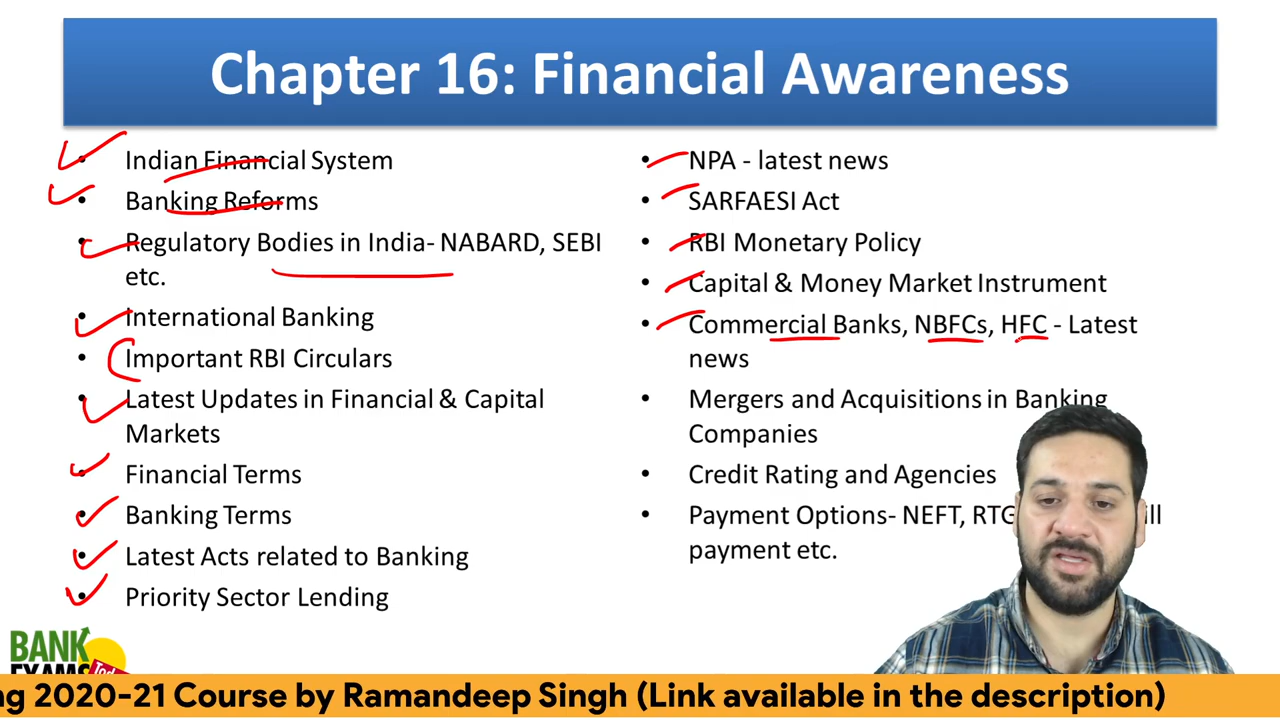 Chapter 16: Financial Awareness
• Indian Financial System
• Banking Reforms
• Regulatory Bodies in India- NABARD, SEBI
etc.
• International Banking
• Important RBI Circulars
• Latest Updates in Financial & Capital
Markets
• Financial Terms
• Banking Terms
• Latest Acts related to Banking
• Priority Sector Lending
• NPA - latest news
• SARFAESI Act
• RBI Monetary Policy
• Capital & Money Market Instrument
• Commercial Banks, NBFCs, HFC - Latest
news
• Mergers and Acquisitions in Banking
Companies
• Credit Rating and Agencies
• Payment Options- NEFT,
payment etc.
BANK
EXAMS
Today
2020-21 Course by Ramandeep Singh (Link available in the description)